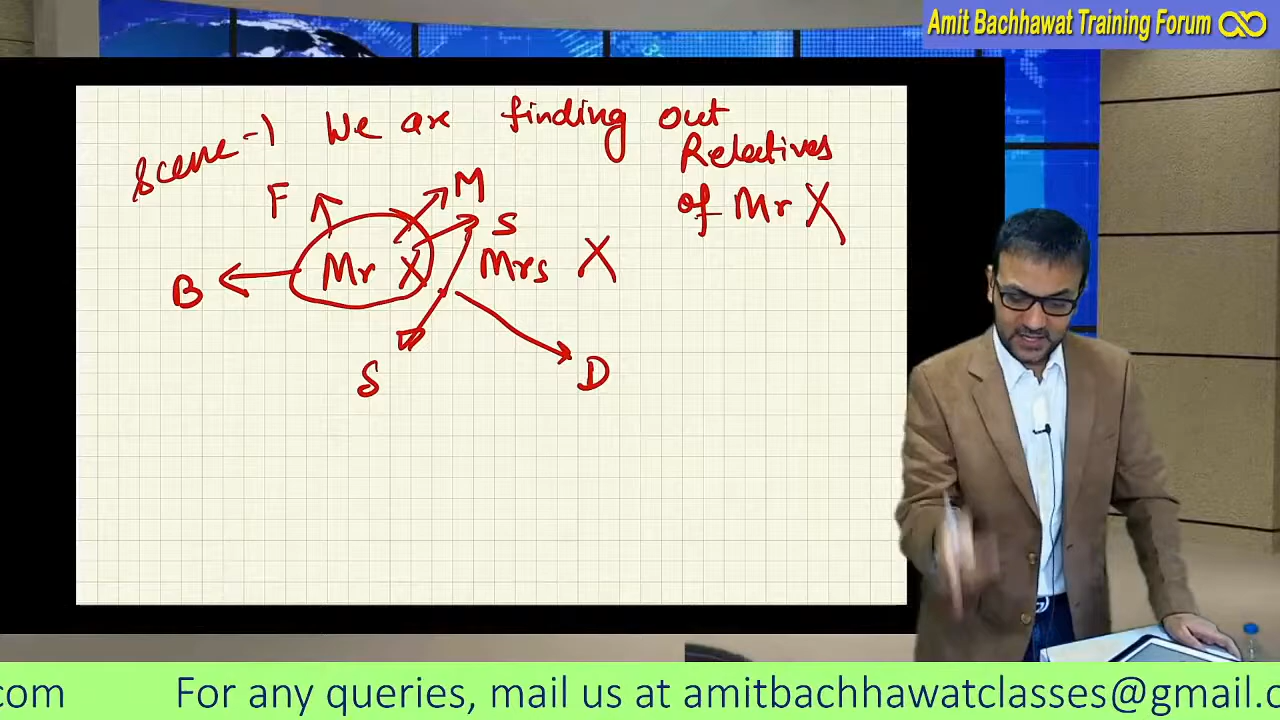 Amit Bachhawat Training Forum
Scene-1 We are finding out
Relatives
of Mr X
F
M
S
Mr X
Mrs X
B
S
D
com
For any queries, mail us at amitbachhawatclasses@gmail.c